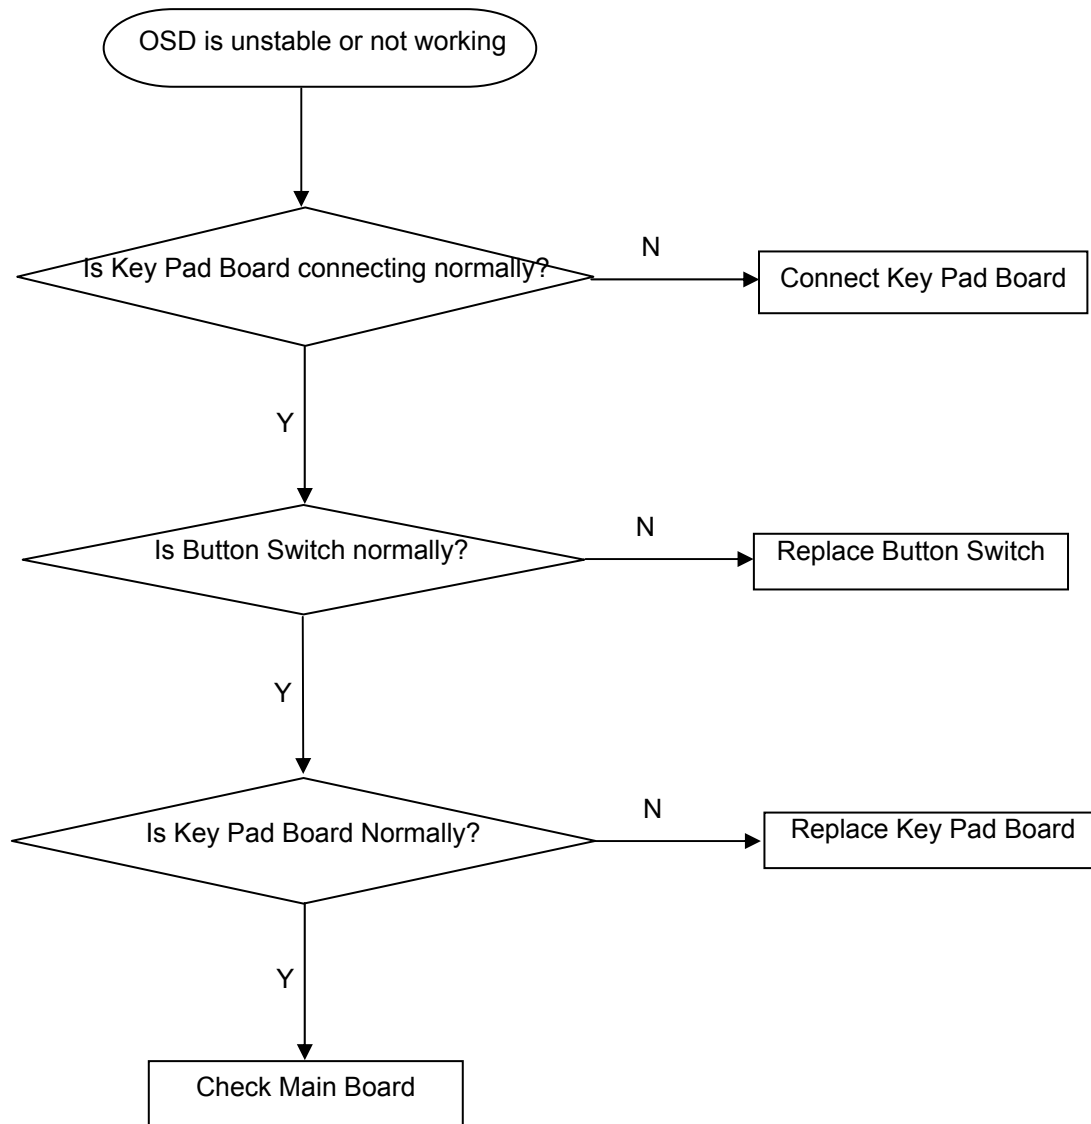 OSD is unstable or not working
Is Key Pad Board connecting normally?
N
Connect Key Pad Board
Y
Is Button Switch normally?
N
Replace Button Switch
Y
Is Key Pad Board Normally?
N
Replace Key Pad Board
Y
Check Main Board